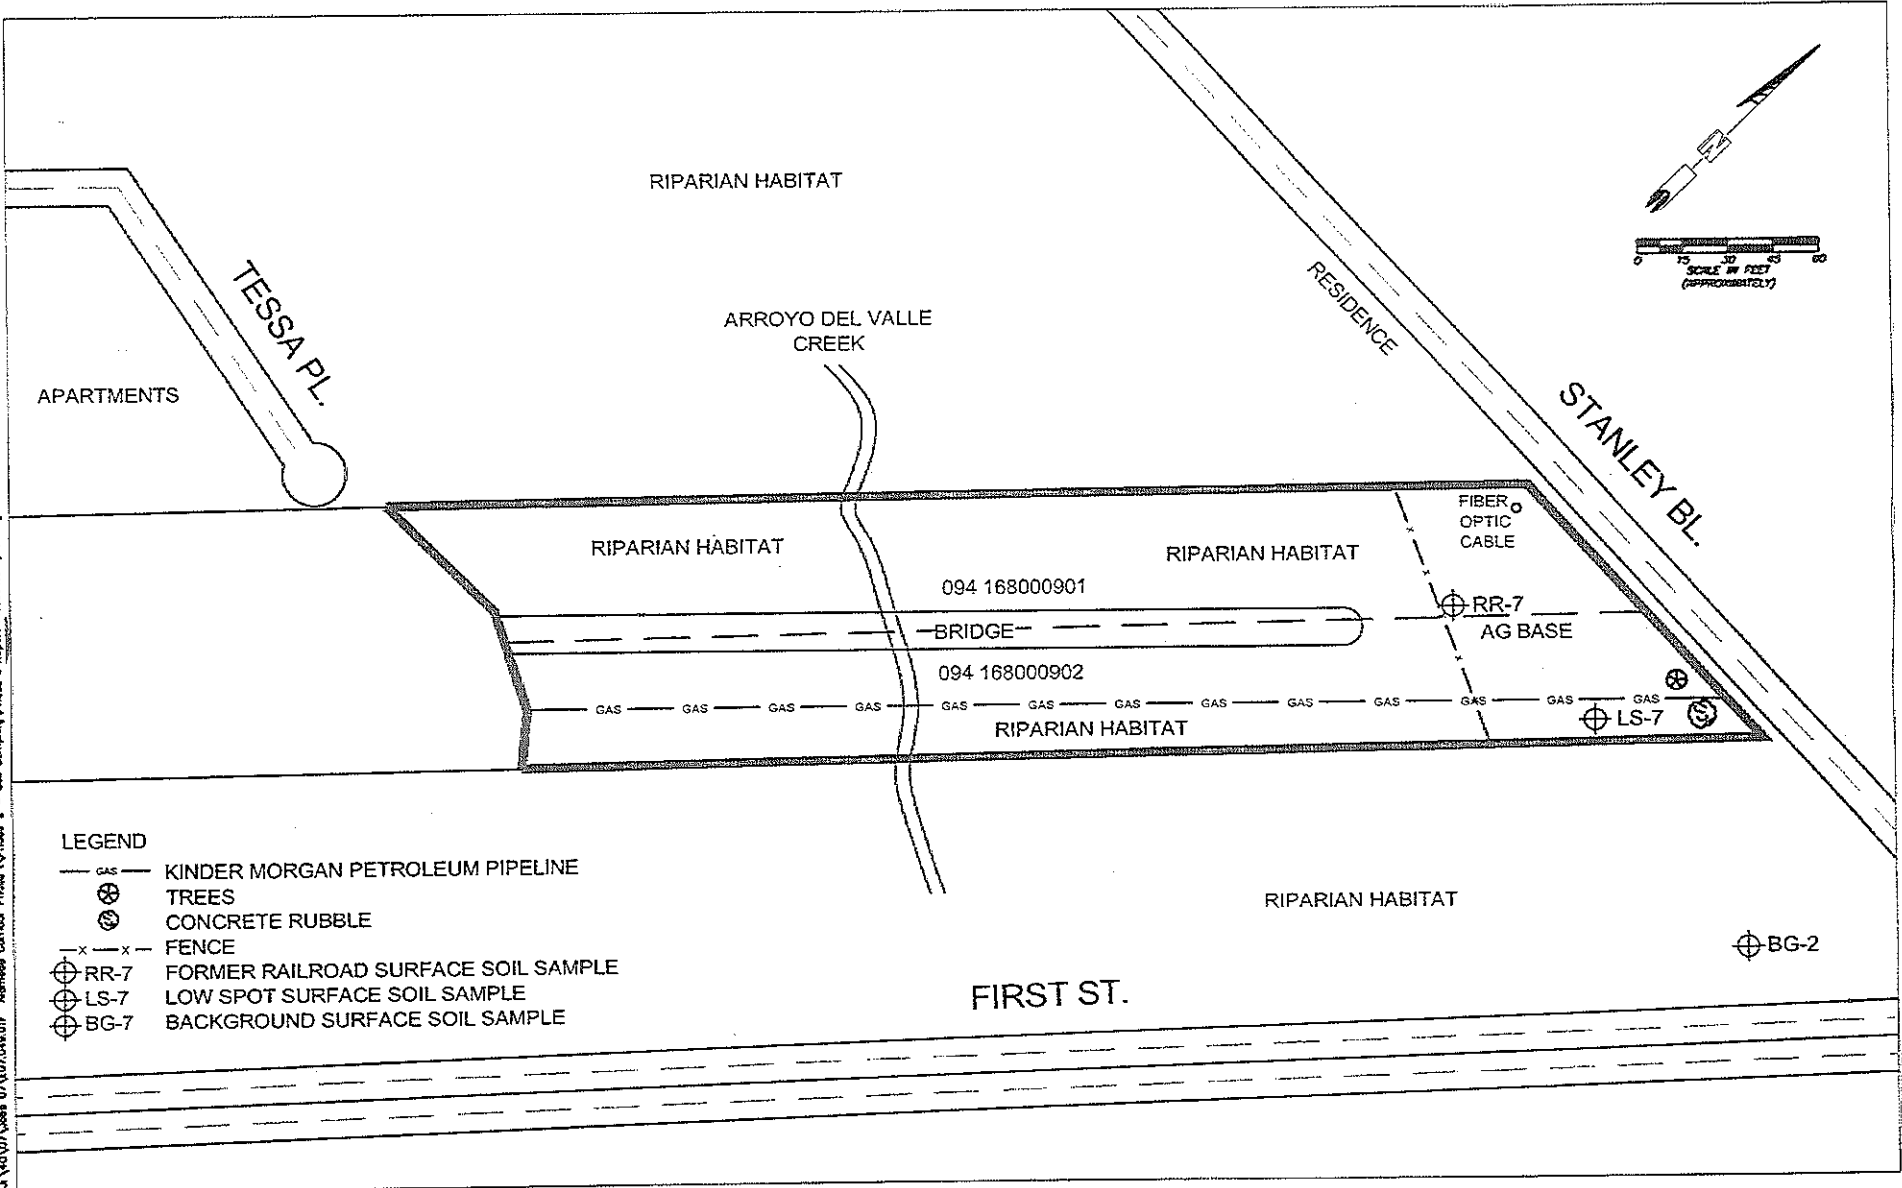 RIPARIAN HABITAT
N
0 15 30 45 60
SCALE IN FEET
(APPROXIMATELY)
TESSA PL.
RESIDENCE
ARROYO DEL VALLE
CREEK
APARTMENTS
STANLEY BL.
FIBER
OPTIC
CABLE
RIPARIAN HABITAT
RIPARIAN HABITAT
094 168000901
RR-7
BRIDGE
AG BASE
094 168000902
GAS GAS GAS GAS GAS GAS GAS GAS GAS GAS GAS GAS GAS
LS-7
RIPARIAN HABITAT
LEGEND
GAS KINDER MORGAN PETROLEUM PIPELINE
TREES
CONCRETE RUBBLE
x x FENCE
RR-7 FORMER RAILROAD SURFACE SOIL SAMPLE
LS-7 LOW SPOT SURFACE SOIL SAMPLE
BG-7 BACKGROUND SURFACE SOIL SAMPLE
RIPARIAN HABITAT
BG-2
FIRST ST.